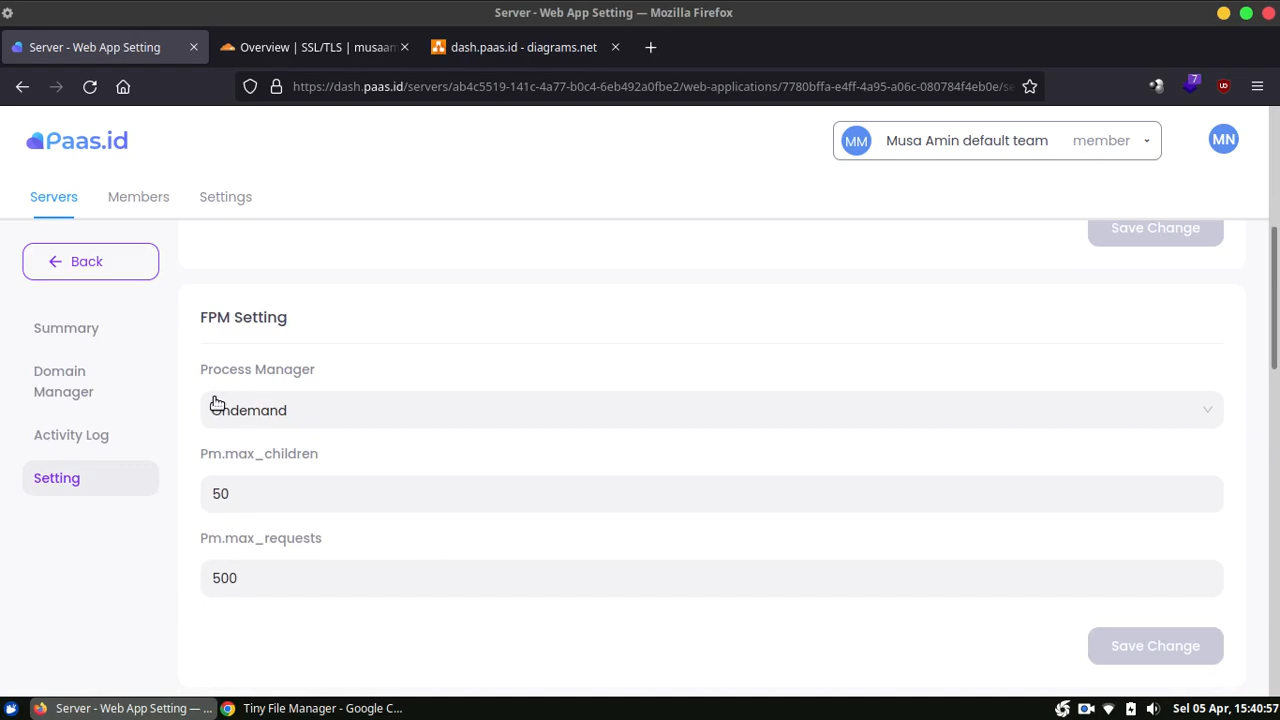 Server - Web App Setting — Mozilla Firefox
Server - Web App Setting
Overview | SSL/TLS | musaam
dash.paas.id - diagrams.net
https://dash.paas.id/servers/ab4c5519-141c-4a77-b0c4-6eb492a0fbe2/web-applications/7780bffa-e4ff-4a95-a06c-080784f4eb0e/se
7
Paas.id
MM Musa Amin default team member
MN
Servers Members Settings
Back
Save Change
Summary
Domain
Manager
Activity Log
Setting
FPM Setting
Process Manager
Ondemand
Pm.max_children
50
Pm.max_requests
500
Save Change
Server - Web App Setting — ...
Tiny File Manager - Google C...
Sel 05 Apr, 15:40:57